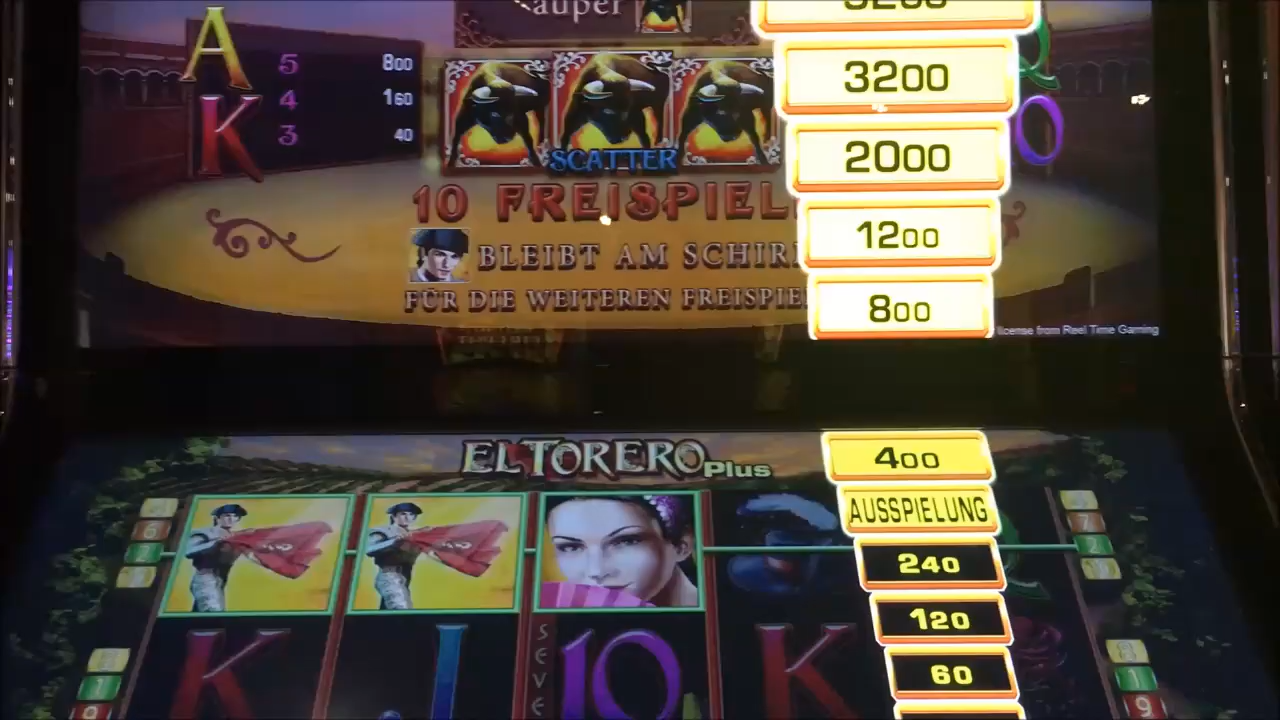 auper
3200
A
K
5 800
4 160
3 40
SCATTER
2000
10 FREISPIEL
1200
BLEIBT AM SCHIR
FÜR DIE WEITEREN FREISPIE
800
license from Reel Time Gaming
EL TORERO Plus
400
AUSSPIELUNG
240
120
60
K
J
10
K